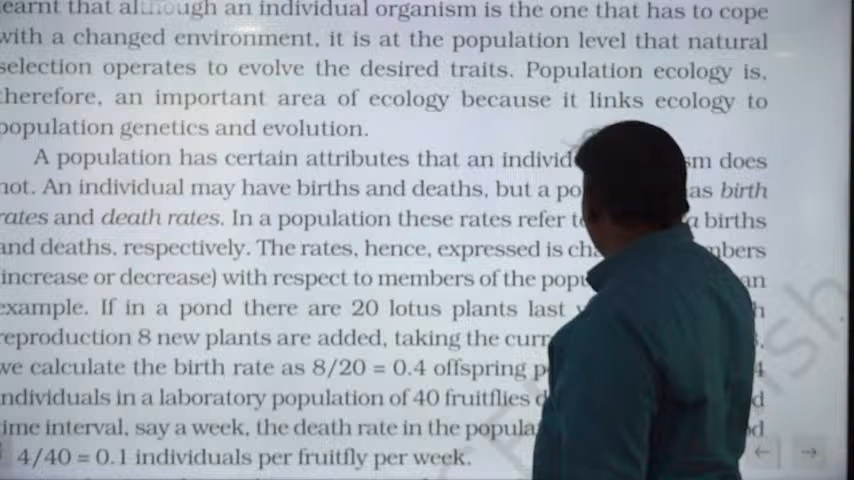 earnt that although an individual organism is the one that has to cope
with a changed environment, it is at the population level that natural
selection operates to evolve the desired traits. Population ecology is,
therefore, an important area of ecology because it links ecology to
population genetics and evolution.
A population has certain attributes that an individ sm does
not. An individual may have births and deaths, but a po as birth
rates and death rates. In a population these rates refer t a births
and deaths, respectively. The rates, hence, expressed is cha mbers
(increase or decrease) with respect to members of the popu an
example. If in a pond there are 20 lotus plants last h
reproduction 8 new plants are added, taking the curr
we calculate the birth rate as 8/20 = 0.4 offspring p 4
individuals in a laboratory population of 40 fruitflies d d
time interval, say a week, the death rate in the popula d
4/40 = 0.1 individuals per fruitfly per week.